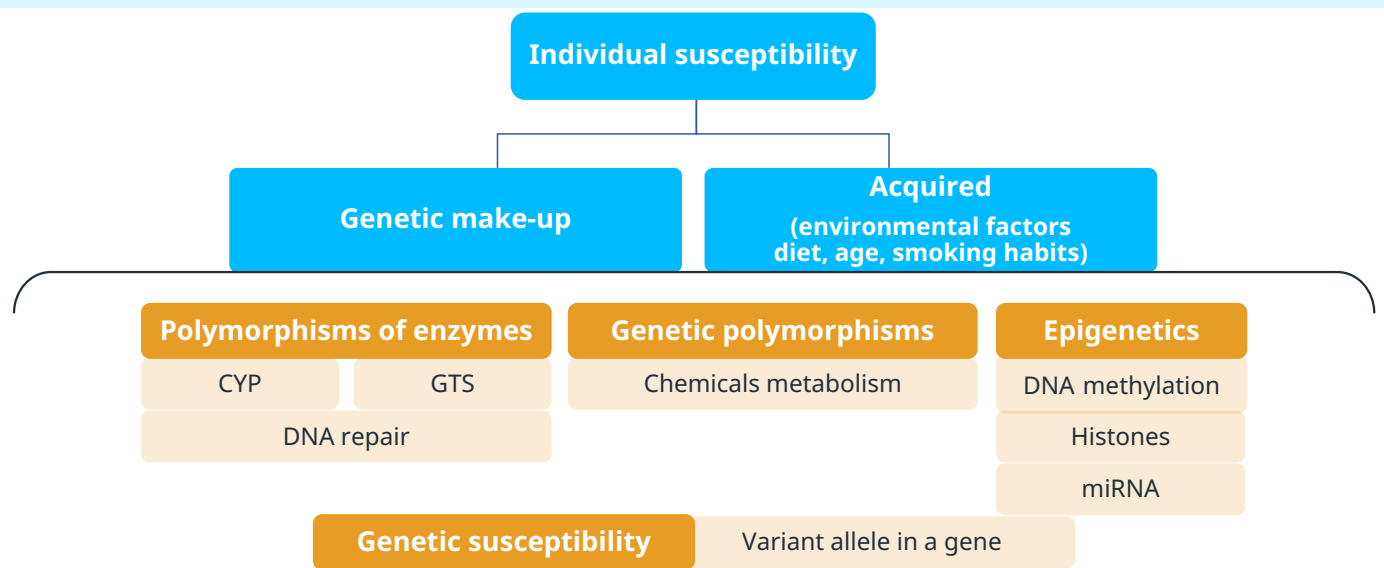 Individual susceptibility
Genetic make-up
Acquired
(environmental factors
diet, age, smoking habits)
Polymorphisms of enzymes
CYP
GTS
DNA repair
Genetic polymorphisms
Chemicals metabolism
Epigenetics
DNA methylation
Histones
miRNA
Genetic susceptibility
Variant allele in a gene